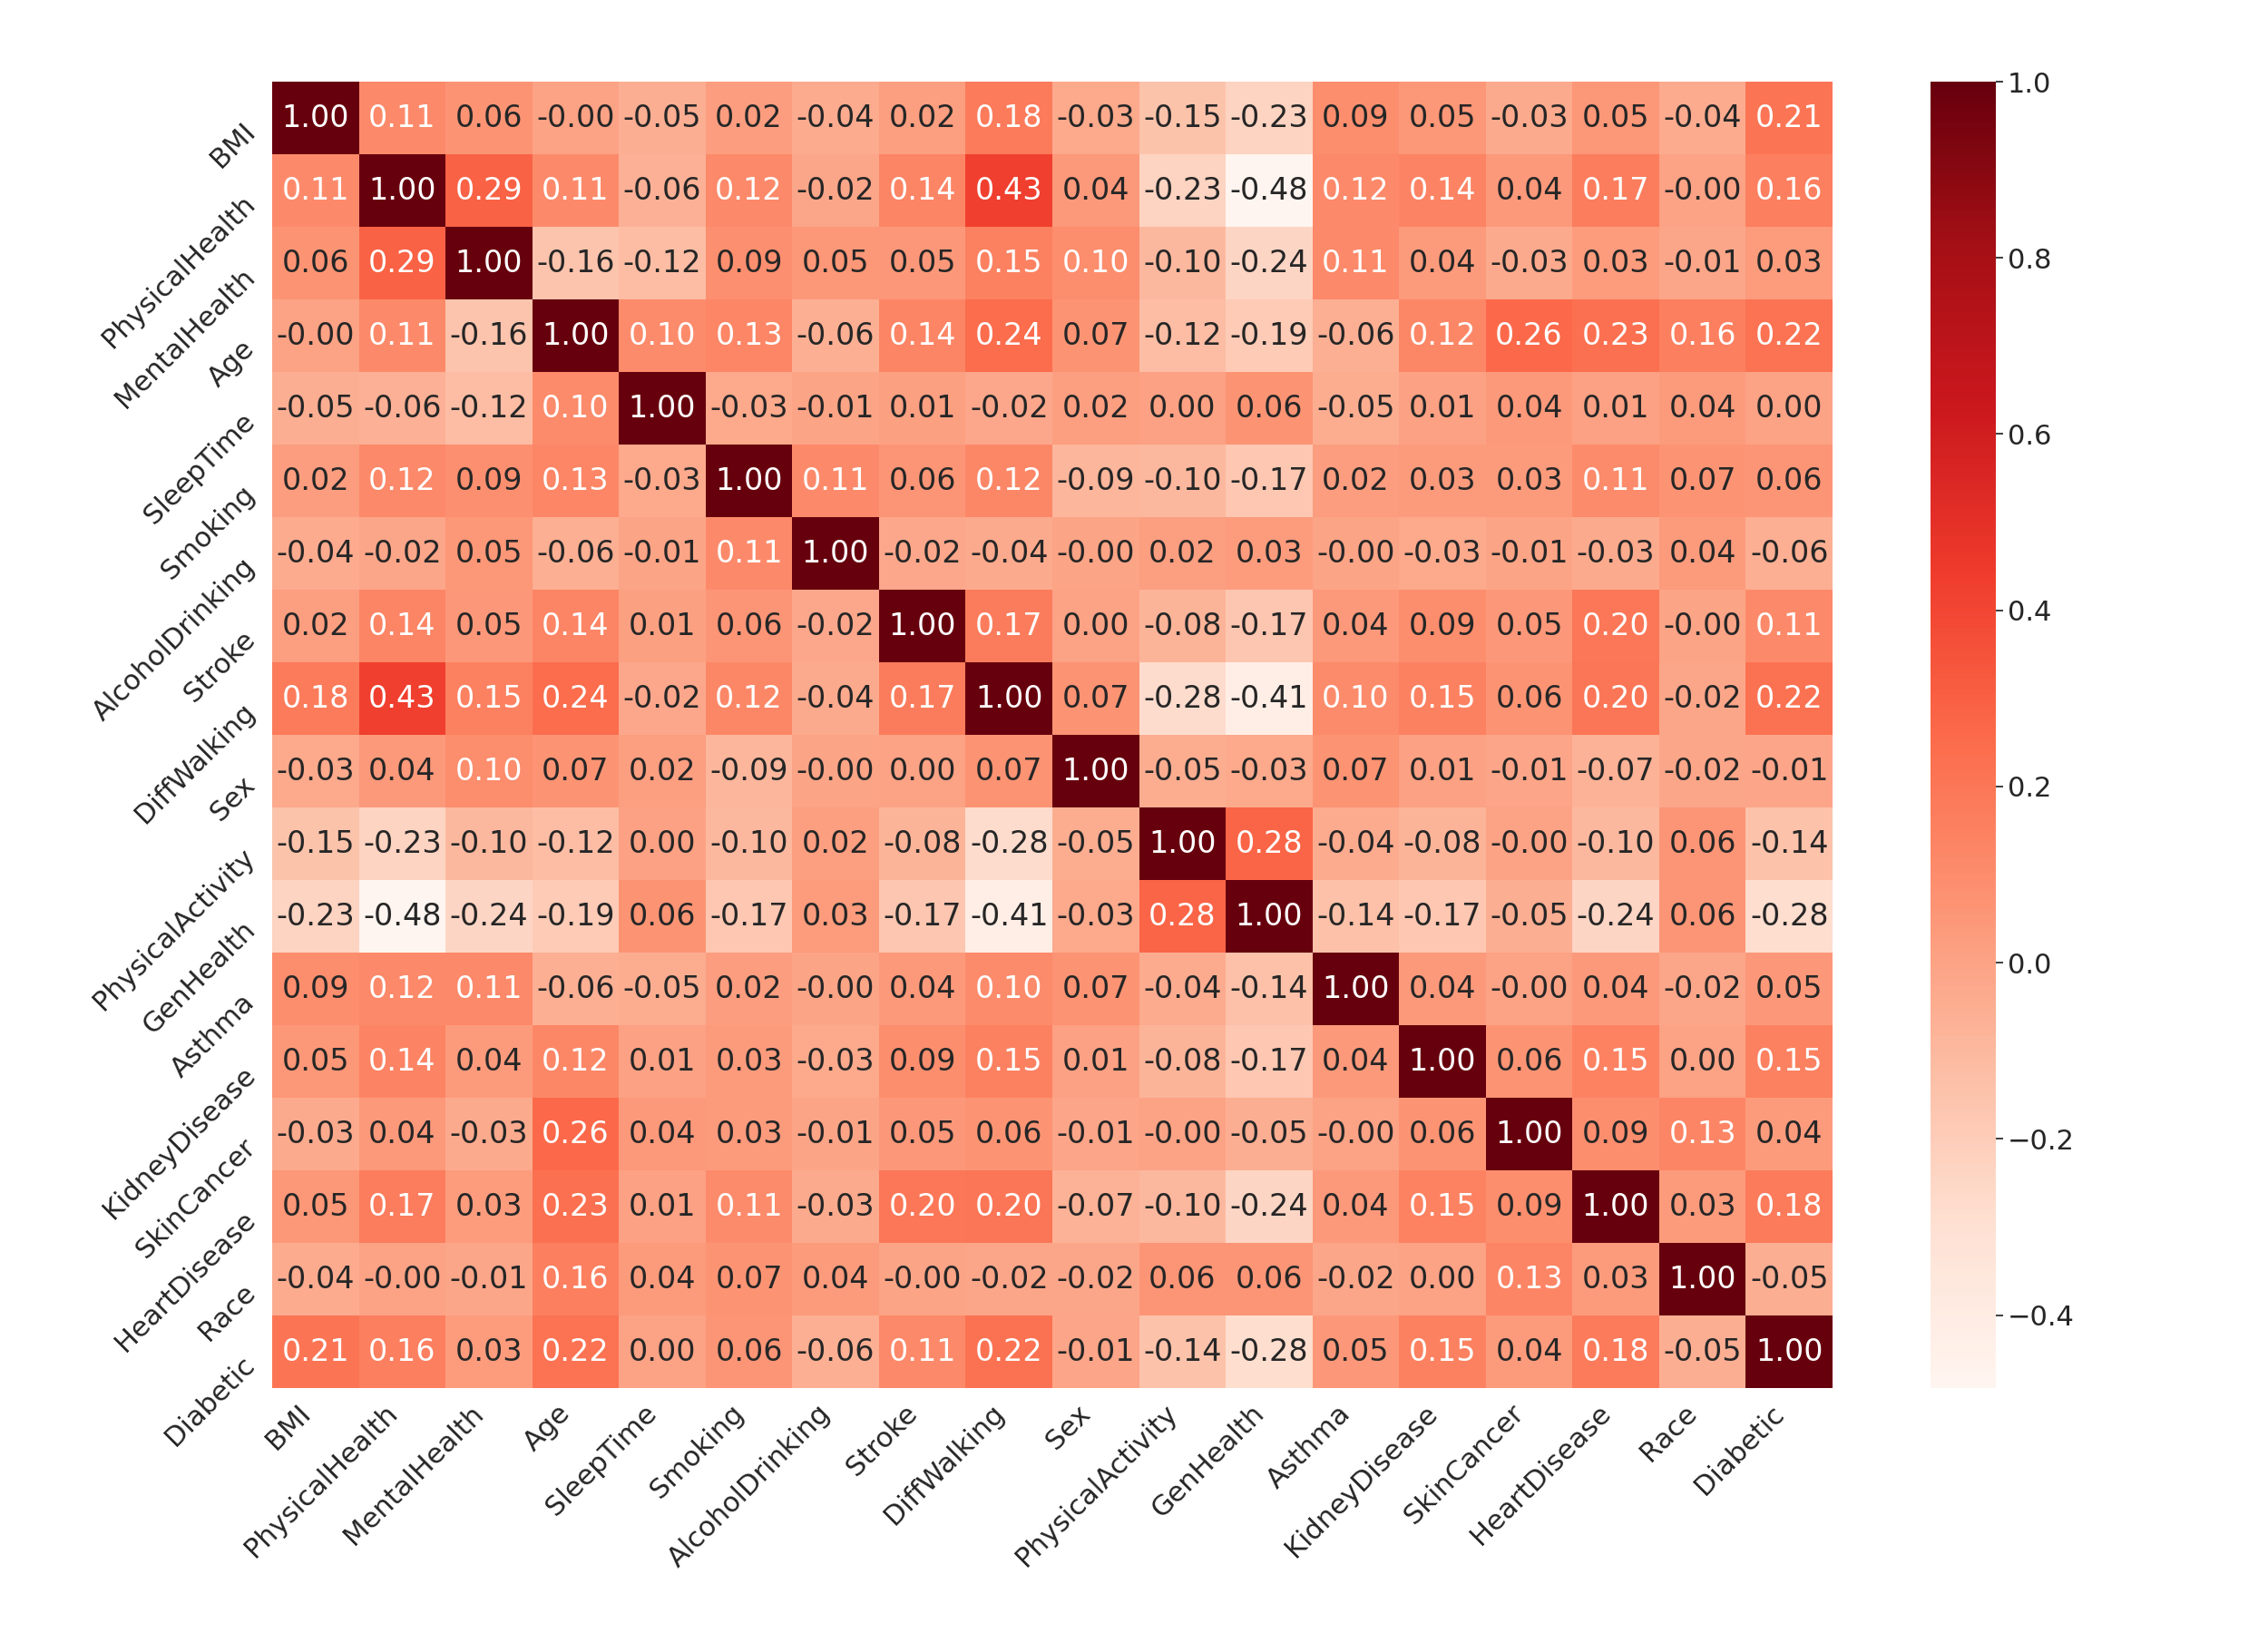 BMI 1.00 0.11 0.06 -0.00 -0.05 0.02 -0.04 0.02 0.18 -0.03 -0.15 -0.23 0.09 0.05 -0.03 0.05 -0.04 0.21
PhysicalHealth 0.11 1.00 0.29 0.11 -0.06 0.12 -0.02 0.14 0.43 0.04 -0.23 -0.48 0.12 0.14 0.04 0.17 -0.00 0.16
MentalHealth 0.06 0.29 1.00 -0.16 -0.12 0.09 0.05 0.05 0.15 0.10 -0.10 -0.24 0.11 0.04 -0.03 0.03 -0.01 0.03
Age -0.00 0.11 -0.16 1.00 0.10 0.13 -0.06 0.14 0.24 0.07 -0.12 -0.19 -0.06 0.12 0.26 0.23 0.16 0.22
SleepTime -0.05 -0.06 -0.12 0.10 1.00 -0.03 -0.01 0.01 -0.02 0.02 0.00 0.06 -0.05 0.01 0.04 0.01 0.04 0.00
Smoking 0.02 0.12 0.09 0.13 -0.03 1.00 0.11 0.06 0.12 -0.09 -0.10 -0.17 0.02 0.03 0.03 0.11 0.07 0.06
AlcoholDrinking -0.04 -0.02 0.05 -0.06 -0.01 0.11 1.00 -0.02 -0.04 -0.00 0.02 0.03 -0.00 -0.03 -0.01 -0.03 0.04 -0.06
Stroke 0.02 0.14 0.05 0.14 0.01 0.06 -0.02 1.00 0.17 0.00 -0.08 -0.17 0.04 0.09 0.05 0.20 -0.00 0.11
DiffWalking 0.18 0.43 0.15 0.24 -0.02 0.12 -0.04 0.17 1.00 0.07 -0.28 -0.41 0.10 0.15 0.06 0.20 -0.02 0.22
Sex -0.03 0.04 0.10 0.07 0.02 -0.09 -0.00 0.00 0.07 1.00 -0.05 -0.03 0.07 0.01 -0.01 -0.07 -0.02 -0.01
PhysicalActivity -0.15 -0.23 -0.10 -0.12 0.00 -0.10 0.02 -0.08 -0.28 -0.05 1.00 0.28 -0.04 -0.08 -0.00 -0.10 0.06 -0.14
GenHealth -0.23 -0.48 -0.24 -0.19 0.06 -0.17 0.03 -0.17 -0.41 -0.03 0.28 1.00 -0.14 -0.17 -0.05 -0.24 0.06 -0.28
Asthma 0.09 0.12 0.11 -0.06 -0.05 0.02 -0.00 0.04 0.10 0.07 -0.04 -0.14 1.00 0.04 -0.00 0.04 -0.02 0.05
KidneyDisease 0.05 0.14 0.04 0.12 0.01 0.03 -0.03 0.09 0.15 0.01 -0.08 -0.17 0.04 1.00 0.06 0.15 0.00 0.15
SkinCancer -0.03 0.04 -0.03 0.26 0.04 0.03 -0.01 0.05 0.06 -0.01 -0.00 -0.05 -0.00 0.06 1.00 0.09 0.13 0.04
HeartDisease 0.05 0.17 0.03 0.23 0.01 0.11 -0.03 0.20 0.20 -0.07 -0.10 -0.24 0.04 0.15 0.09 1.00 0.03 0.18
Race -0.04 -0.00 -0.01 0.16 0.04 0.07 0.04 -0.00 -0.02 -0.02 0.06 0.06 -0.02 0.00 0.13 0.03 1.00 -0.05
Diabetic 0.21 0.16 0.03 0.22 0.00 0.06 -0.06 0.11 0.22 -0.01 -0.14 -0.28 0.05 0.15 0.04 0.18 -0.05 1.00
BMI PhysicalHealth MentalHealth Age SleepTime Smoking AlcoholDrinking Stroke DiffWalking Sex PhysicalActivity GenHealth Asthma KidneyDisease SkinCancer HeartDisease Race Diabetic
1.0
0.8
0.6
0.4
0.2
0.0
−0.2
−0.4